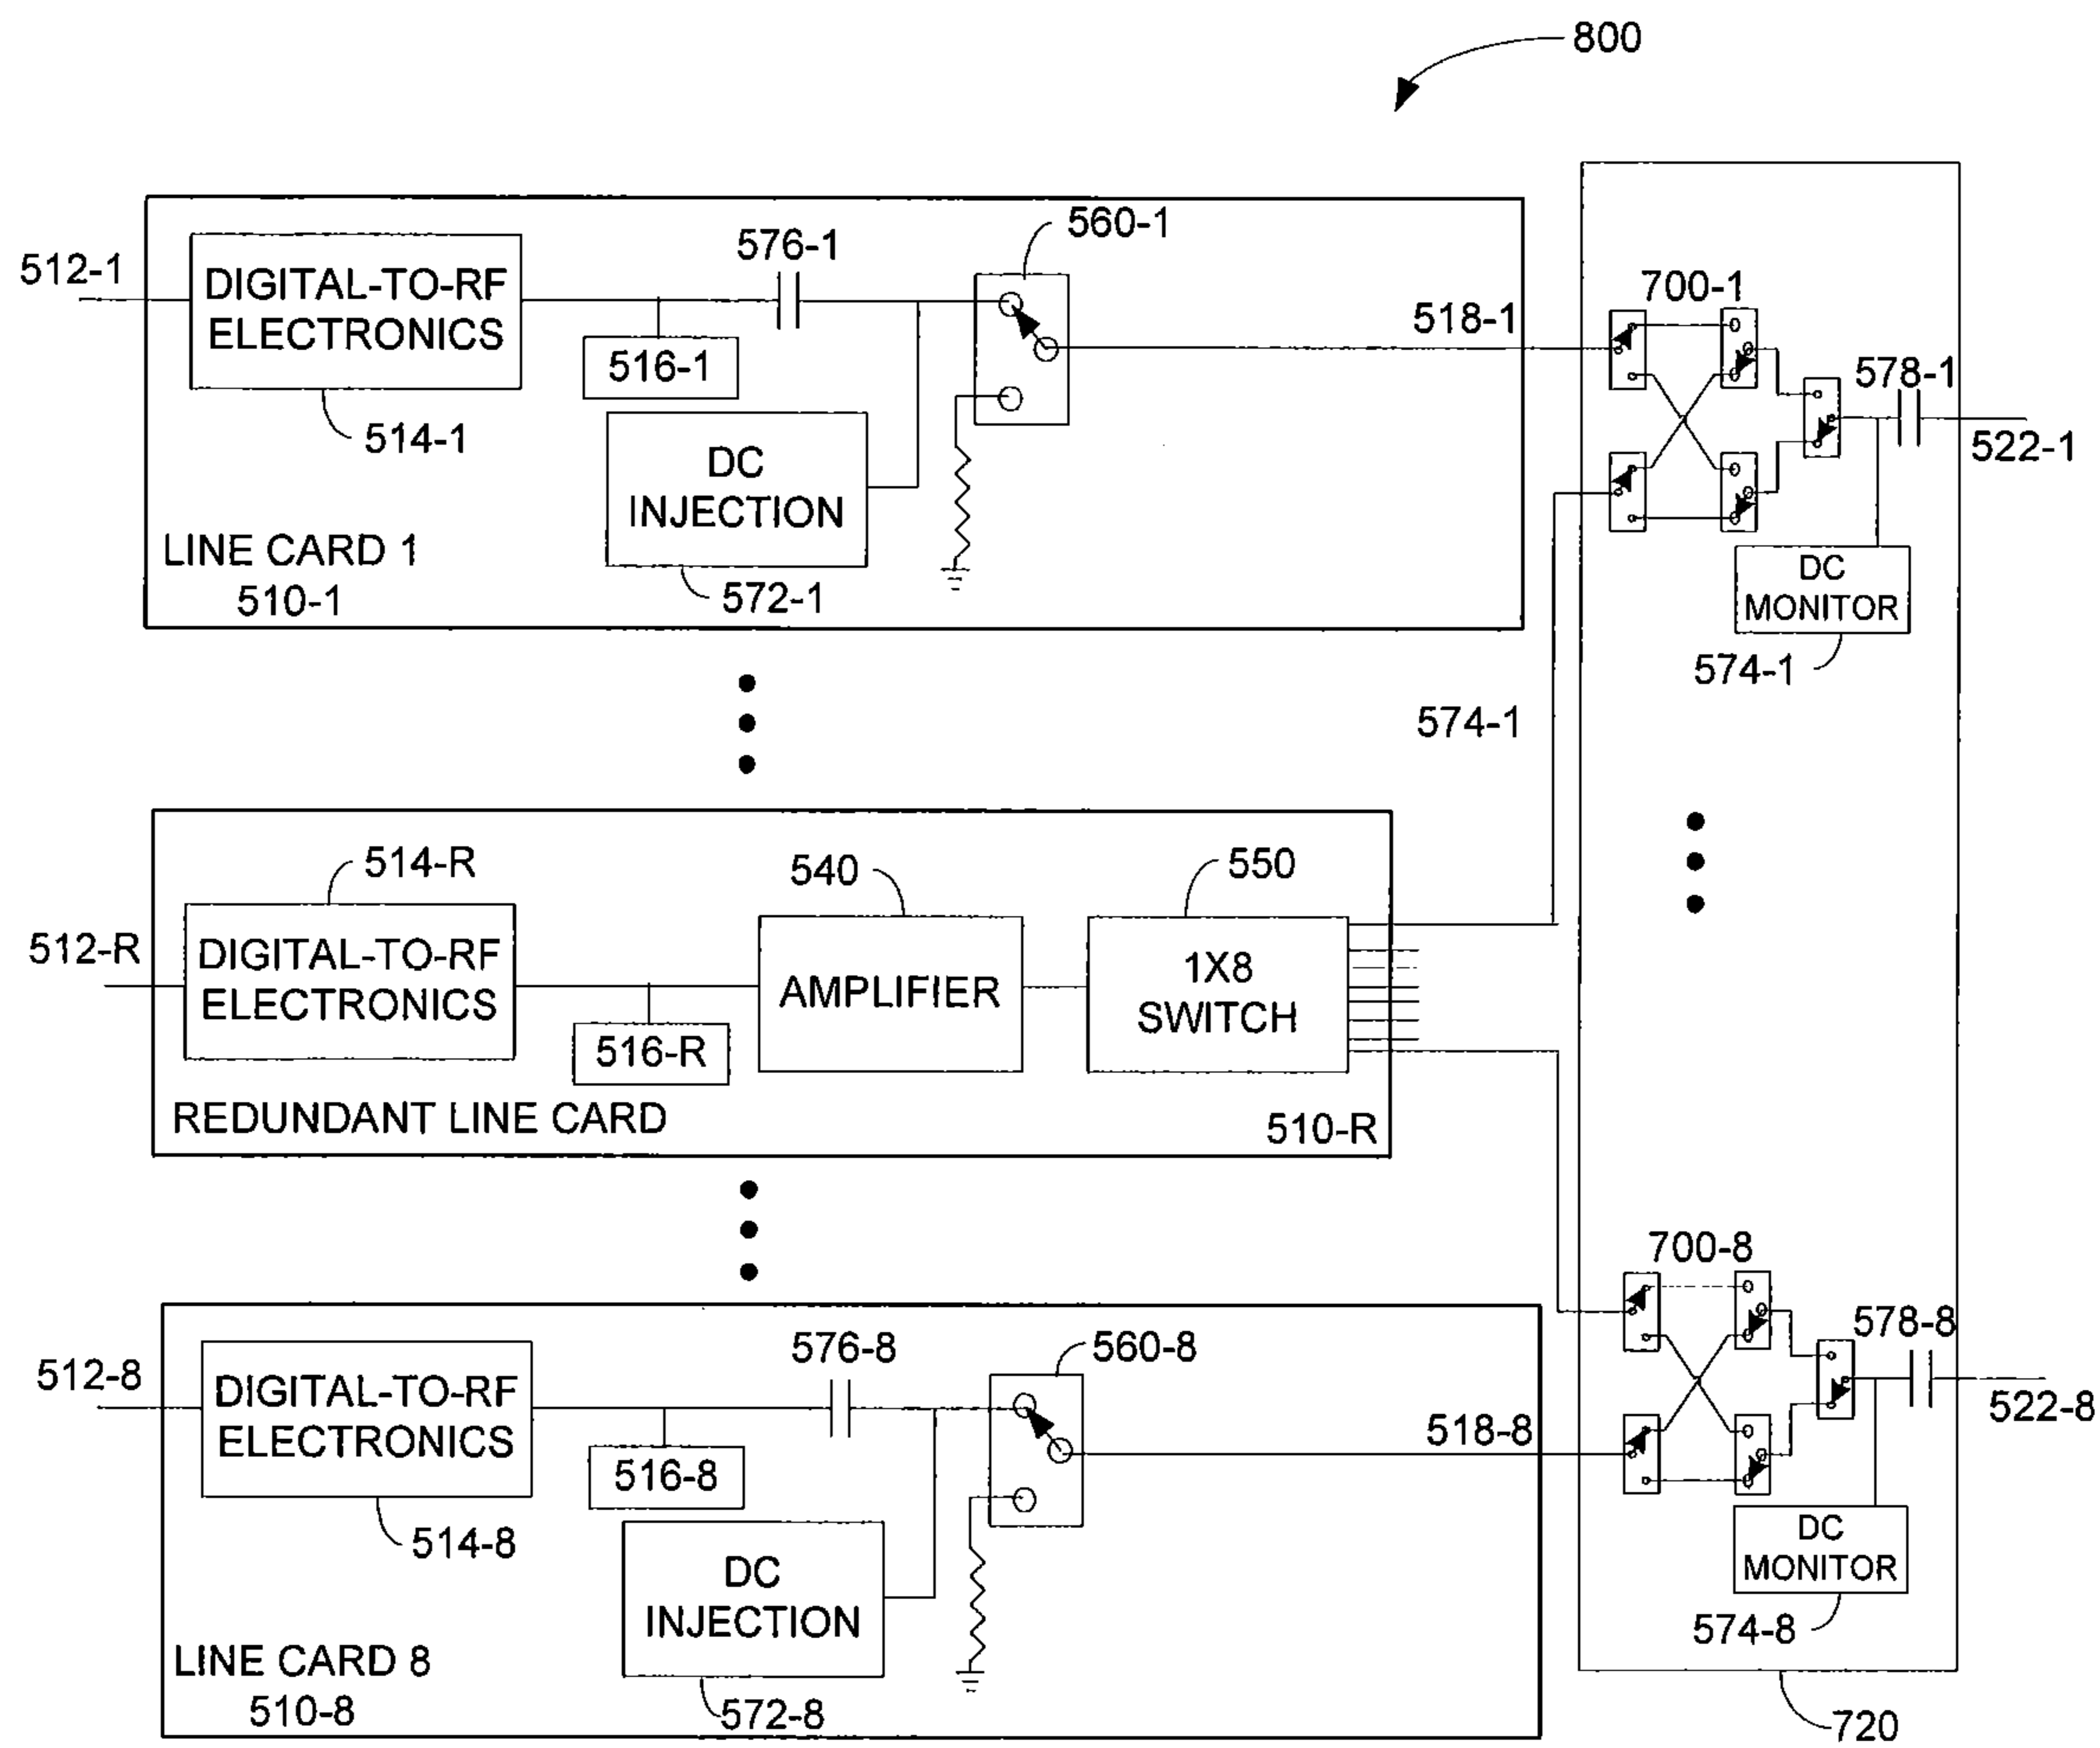 800
560-1
576-1
512-1
DIGITAL-TO-RF
ELECTRONICS
700-1
518-1
516-1
578-1
514-1
522-1
DC
INJECTION
LINE CARD 1
510-1
572-1
DC
MONITOR
574-1
574-1
514-R
540
550
512-R
DIGITAL-TO-RF
ELECTRONICS
AMPLIFIER
1X8
SWITCH
516-R
REDUNDANT LINE CARD
510-R
700-8
576-8
560-8
578-8
512-8
DIGITAL-TO-RF
ELECTRONICS
518-8
522-8
516-8
514-8
DC
INJECTION
DC
MONITOR
574-8
LINE CARD 8
510-8
572-8
720